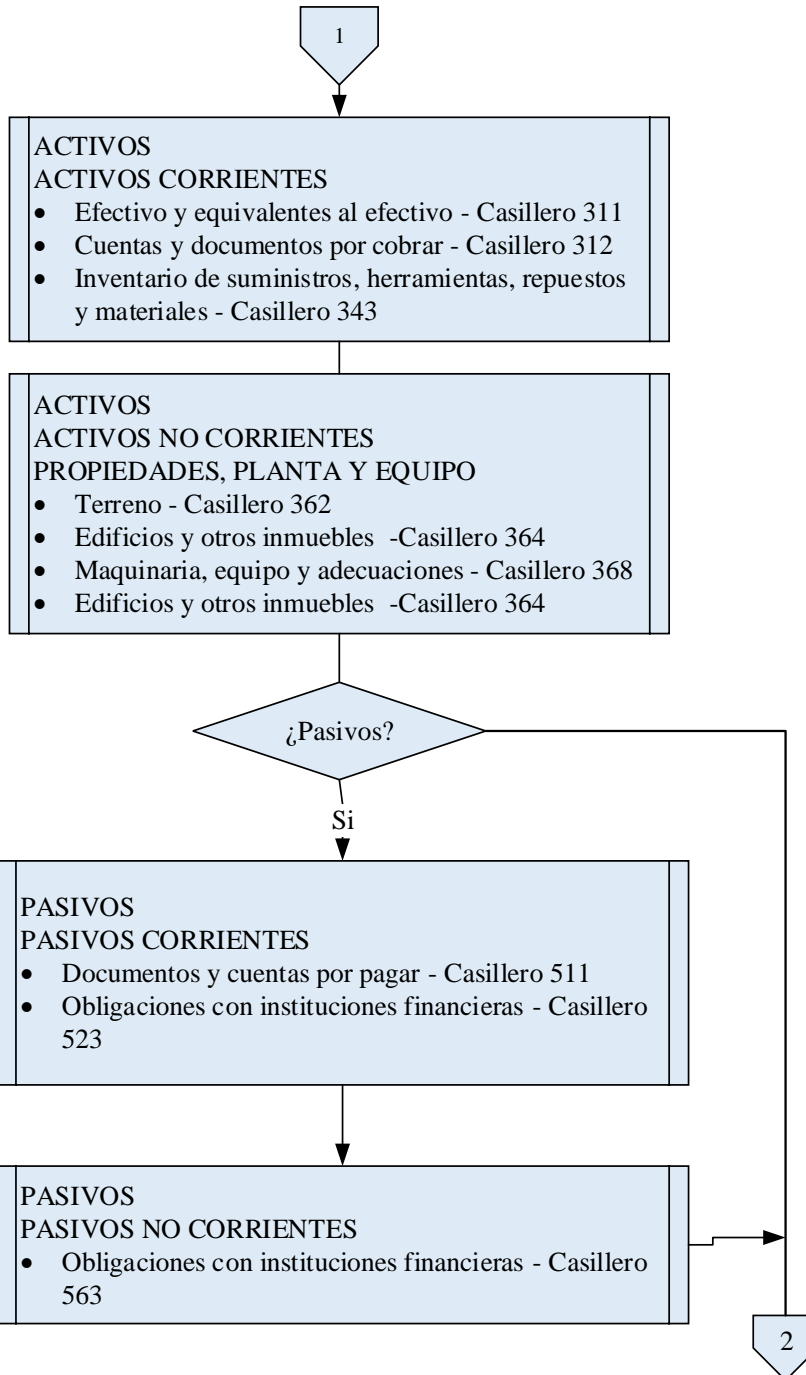 1
ACTIVOS
ACTIVOS CORRIENTES
• Efectivo y equivalentes al efectivo - Casillero 311
• Cuentas y documentos por cobrar - Casillero 312
• Inventario de suministros, herramientas, repuestos
y materiales - Casillero 343
ACTIVOS
ACTIVOS NO CORRIENTES
PROPIEDADES, PLANTA Y EQUIPO
• Terreno - Casillero 362
• Edificios y otros inmuebles -Casillero 364
• Maquinaria, equipo y adecuaciones - Casillero 368
• Edificios y otros inmuebles -Casillero 364
¿Pasivos?
Si
PASIVOS
PASIVOS CORRIENTES
• Documentos y cuentas por pagar - Casillero 511
• Obligaciones con instituciones financieras - Casillero
523
PASIVOS
PASIVOS NO CORRIENTES
• Obligaciones con instituciones financieras - Casillero
563
2